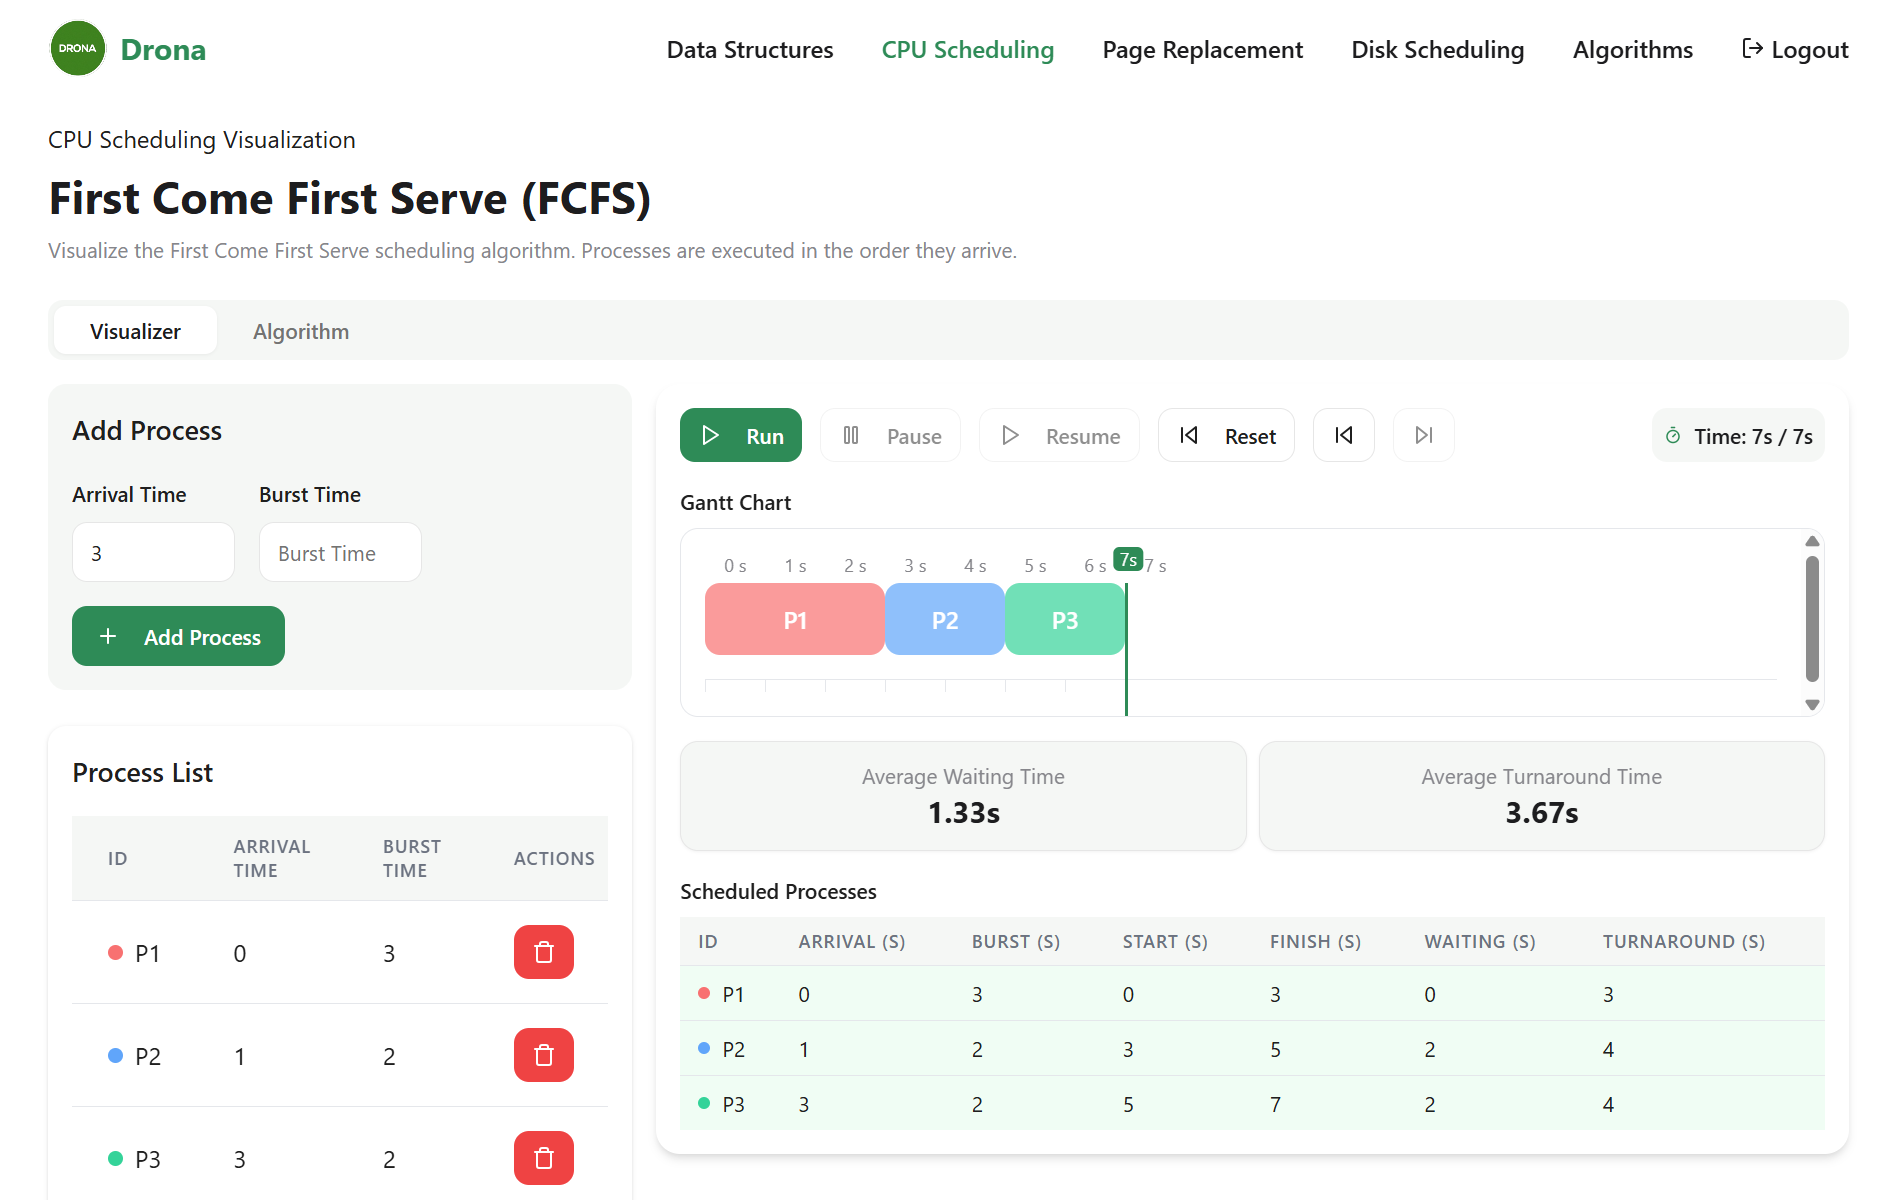 DRONA
Drona
Data Structures
CPU Scheduling
Page Replacement
Disk Scheduling
Algorithms
Logout
CPU Scheduling Visualization
First Come First Serve (FCFS)
Visualize the First Come First Serve scheduling algorithm. Processes are executed in the order they arrive.
Visualizer
Algorithm
Add Process
Arrival Time
Burst Time
3
Burst Time
Add Process
Process List
ID ARRIVAL TIME BURST TIME ACTIONS
P1 0 3
P2 1 2
P3 3 2
Run
Pause
Resume
Reset
Time: 7s / 7s
Gantt Chart
0 s 1 s 2 s 3 s 4 s 5 s 6 s 7s 7 s
P1 P2 P3
Average Waiting Time
1.33s
Average Turnaround Time
3.67s
Scheduled Processes
ID ARRIVAL (S) BURST (S) START (S) FINISH (S) WAITING (S) TURNAROUND (S)
P1 0 3 0 3 0 3
P2 1 2 3 5 2 4
P3 3 2 5 7 2 4